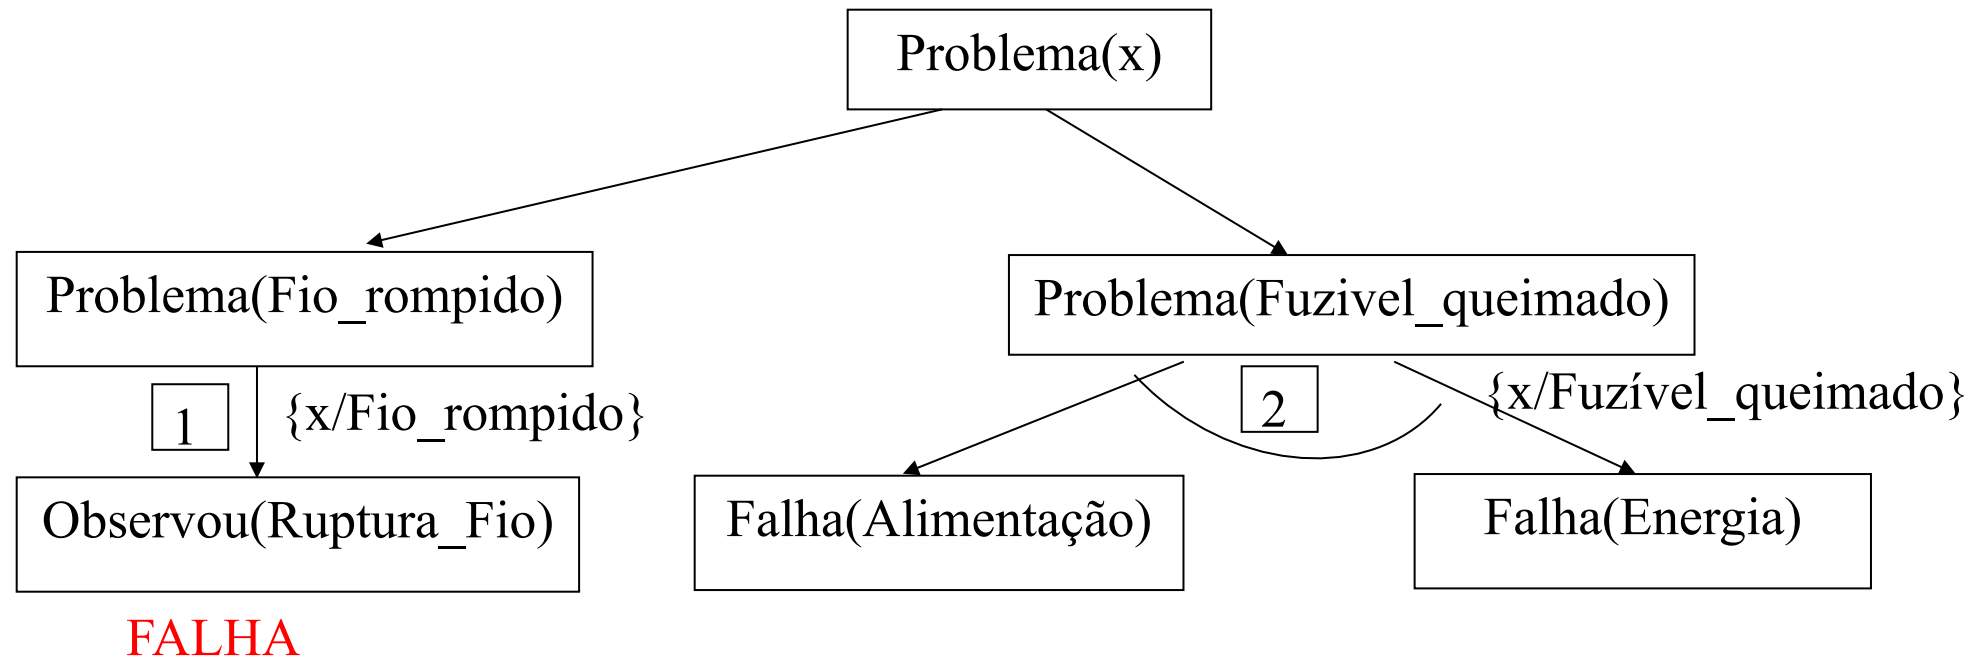 Problema(x)
Problema(Fio_rompido)
Problema(Fuzivel_queimado)
1
{x/Fio_rompido}
2
{x/Fuzível_queimado}
Observou(Ruptura_Fio)
Falha(Alimentação)
Falha(Energia)
FALHA